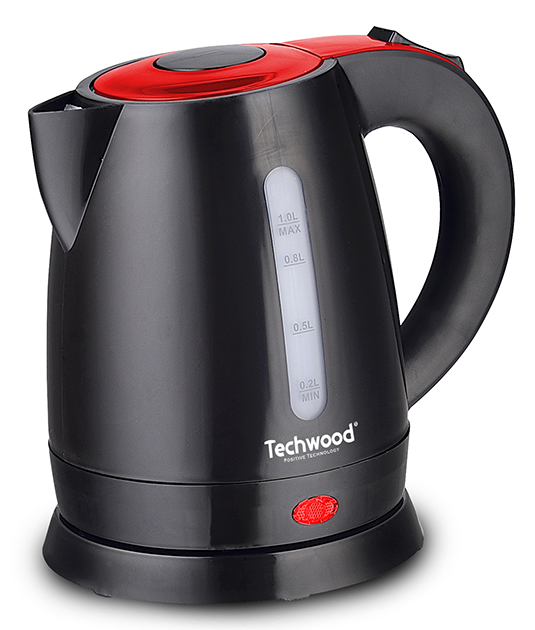 1.0L
MAX
0.8L
0.5L
0.2L
MIN
Techwood®
POSITIVE TECHNOLOGY